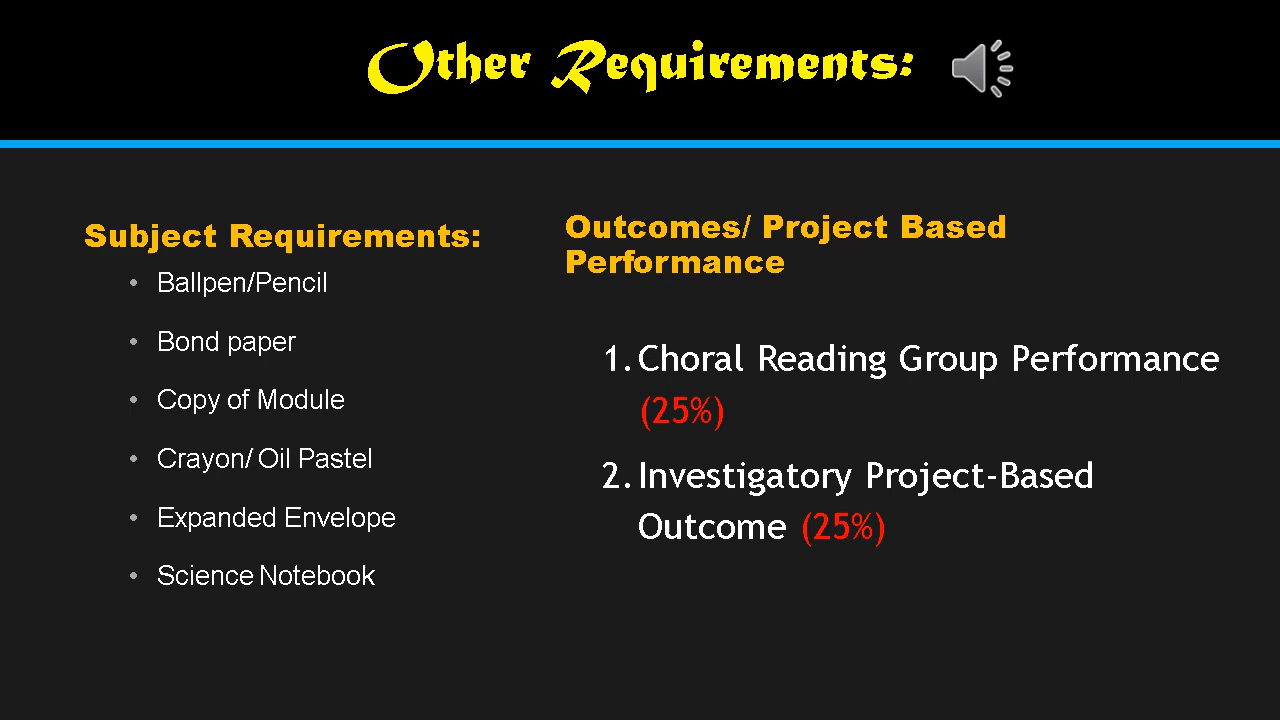 Other Requirements:
Subject Requirements:
• Ballpen/Pencil
• Bond paper
• Copy of Module
• Crayon/ Oil Pastel
• Expanded Envelope
• Science Notebook
Outcomes/ Project Based
Performance
1. Choral Reading Group Performance
(25%)
2. Investigatory Project-Based
Outcome (25%)